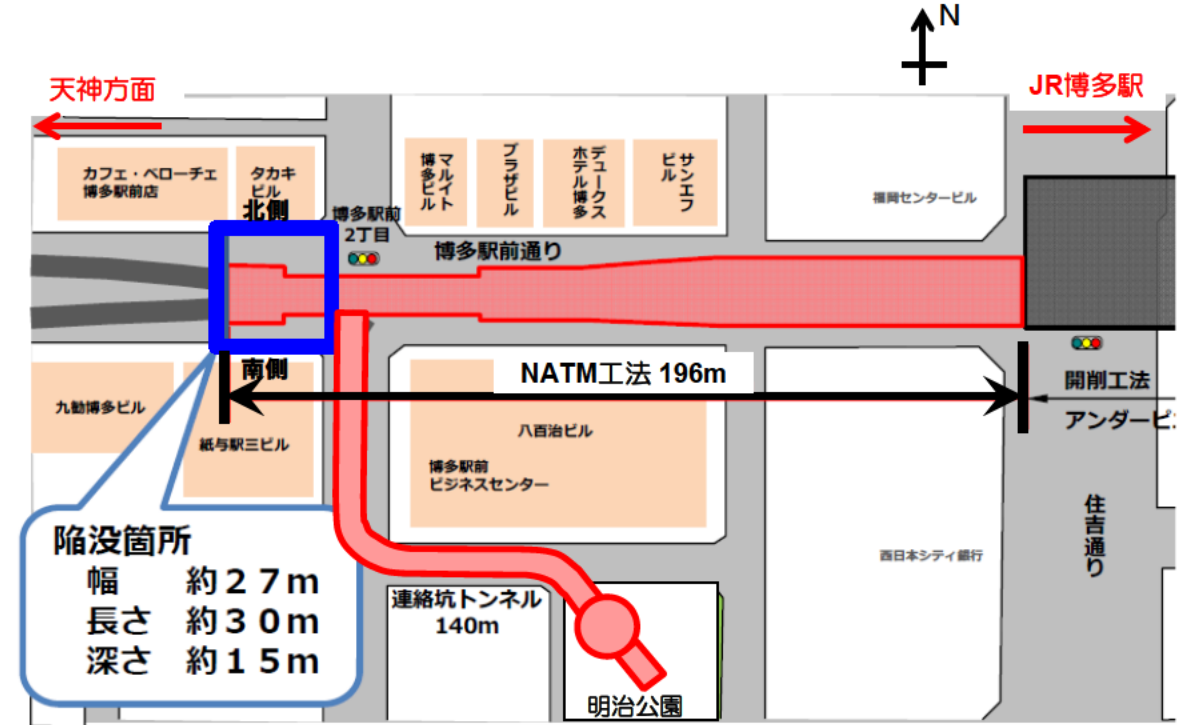 N
天神方面
JR博多駅
カフェ・ベローチェ
博多駅前店
タカキ
ビル
北側
博多駅前
2丁目
マルイト
博多ビル
プラザビル
デュークス
ホテル博多
サンエフ
ビル
福岡センタービル
博多駅前通り
南側
NATM工法 196m
開削工法
アンダーピ
九勧博多ビル
紙与駅三ビル
八百治ビル
博多駅前
ビジネスセンター
住吉通り
西日本シティ銀行
陥没箇所
幅 約27m
長さ 約30m
深さ 約15m
連絡坑トンネル
140m
明治公園